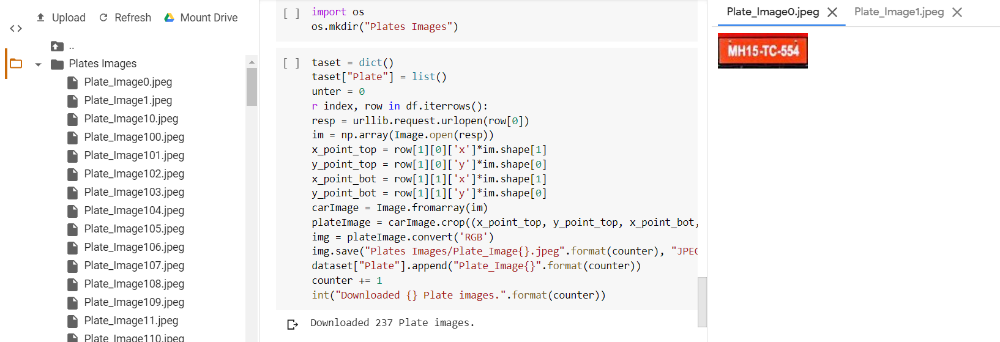 Upload Refresh Mount Drive
..
Plates Images
Plate_Image0.jpeg
Plate_Image1.jpeg
Plate_Image10.jpeg
Plate_Image100.jpeg
Plate_Image101.jpeg
Plate_Image102.jpeg
Plate_Image103.jpeg
Plate_Image104.jpeg
Plate_Image105.jpeg
Plate_Image106.jpeg
Plate_Image107.jpeg
Plate_Image108.jpeg
Plate_Image109.jpeg
Plate_Image11.jpeg
Plate_Image110.jpeg
[ ] import os
os.mkdir("Plates Images")
[ ] taset = dict()
taset["Plate"] = list()
unter = 0
r index, row in df.iterrows():
resp = urllib.request.urlopen(row[0])
im = np.array(Image.open(resp))
x_point_top = row[1][0]['x']*im.shape[1]
y_point_top = row[1][0]['y']*im.shape[0]
x_point_bot = row[1][1]['x']*im.shape[1]
y_point_bot = row[1][1]['y']*im.shape[0]
carImage = Image.fromarray(im)
plateImage = carImage.crop((x_point_top, y_point_top, x_point_bot,
img = plateImage.convert('RGB')
img.save("Plates Images/Plate_Image{}.jpeg".format(counter), "JPEG
dataset["Plate"].append("Plate_Image{}".format(counter))
counter += 1
int("Downloaded {} Plate images.".format(counter))
Downloaded 237 Plate images.
Plate_Image0.jpeg Plate_Image1.jpeg
MH15-TC-554